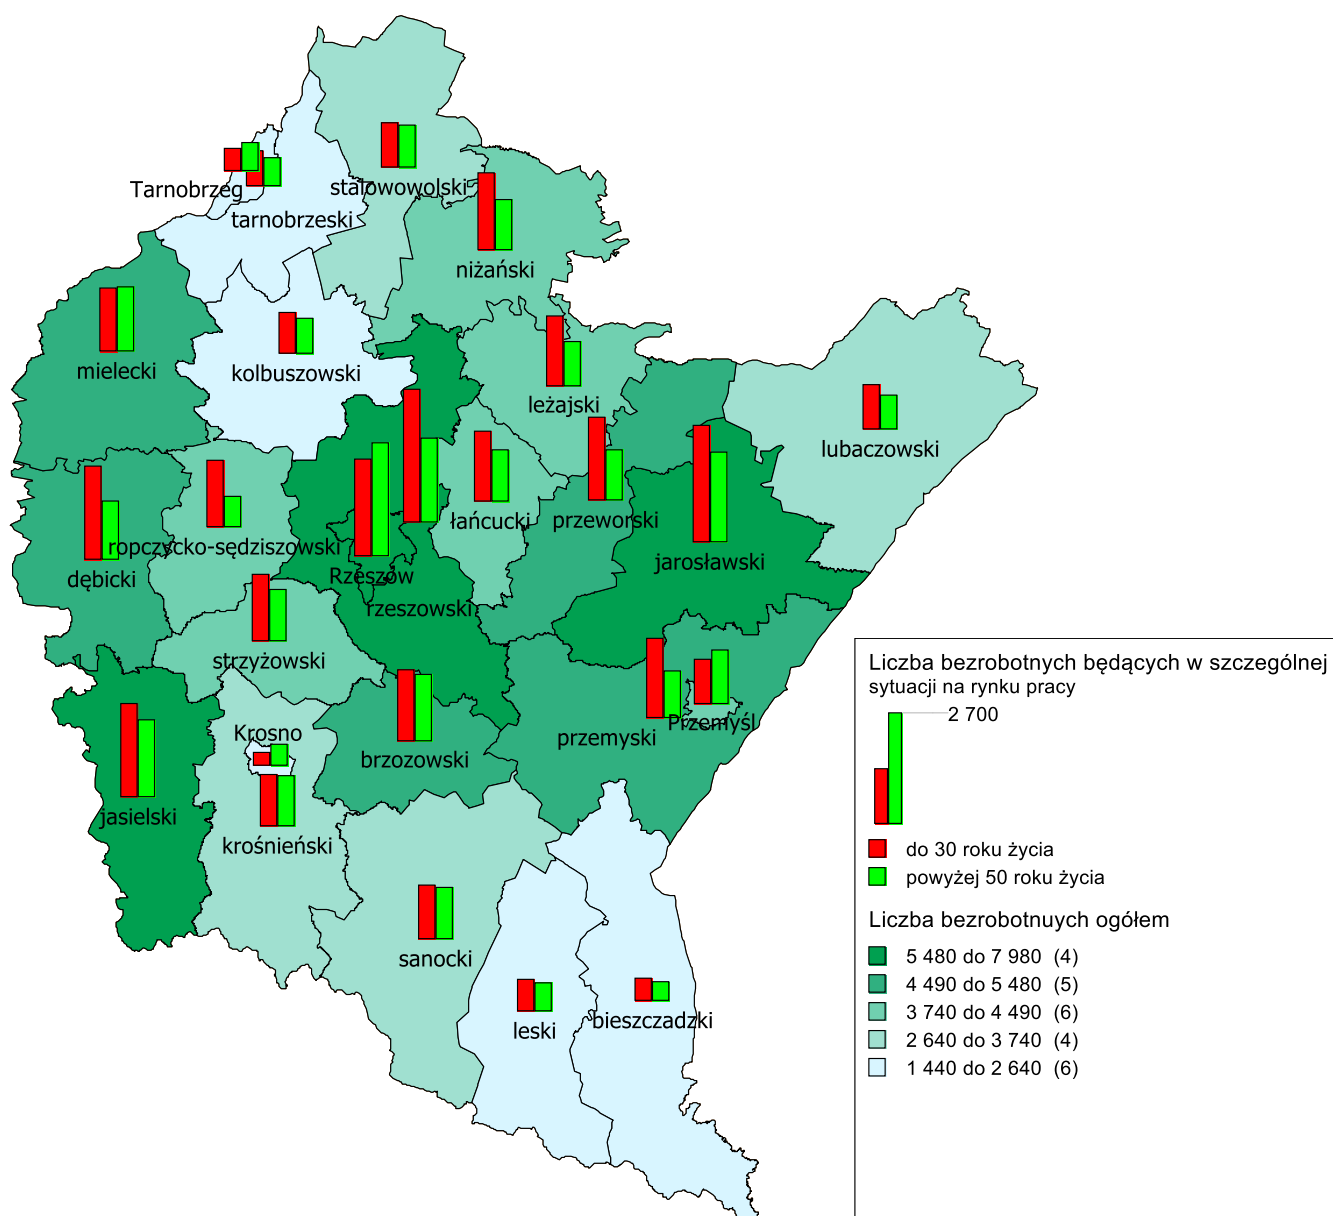 Tarnobrzeg
stalowowolski
tarnobrzeski
niżański
mielecki
kolbuszowski
leżajski
lubaczowski
łańcucki
przeworski
ropczycko-sędziszowski
jarosławski
dębicki
Rzeszów
rzeszowski
strzyżowski
Przemyśl
Krosno
przemyski
brzozowski
jasielski
krośnieński
sanocki
bieszczadzki
leski
Liczba bezrobotnych będących w szczególnej
sytuacji na rynku pracy
2 700
do 30 roku życia
powyżej 50 roku życia
Liczba bezrobotnuych ogółem
5 480 do 7 980 (4)
4 490 do 5 480 (5)
3 740 do 4 490 (6)
2 640 do 3 740 (4)
1 440 do 2 640 (6)